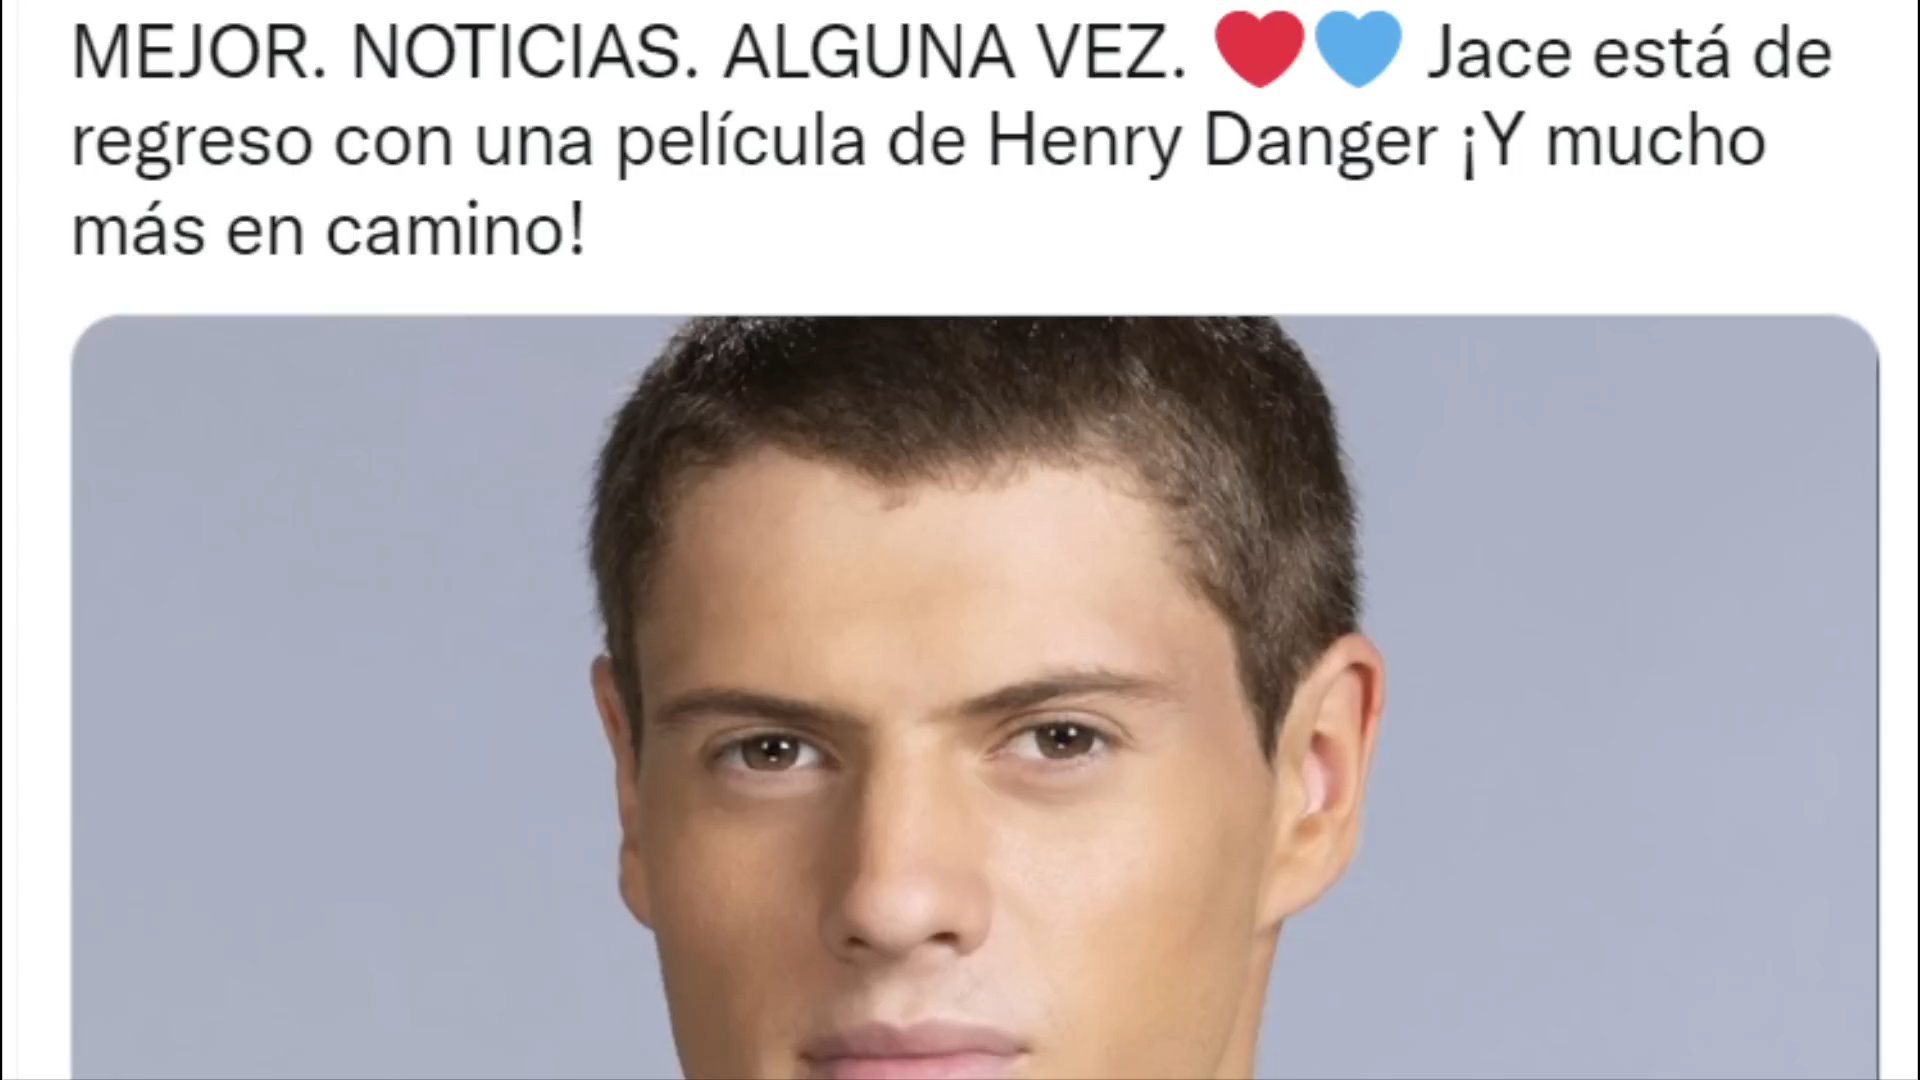 MEJOR. NOTICIAS. ALGUNA VEZ. ❤️💙 Jace está de
regreso con una película de Henry Danger ¡Y mucho
más en camino!